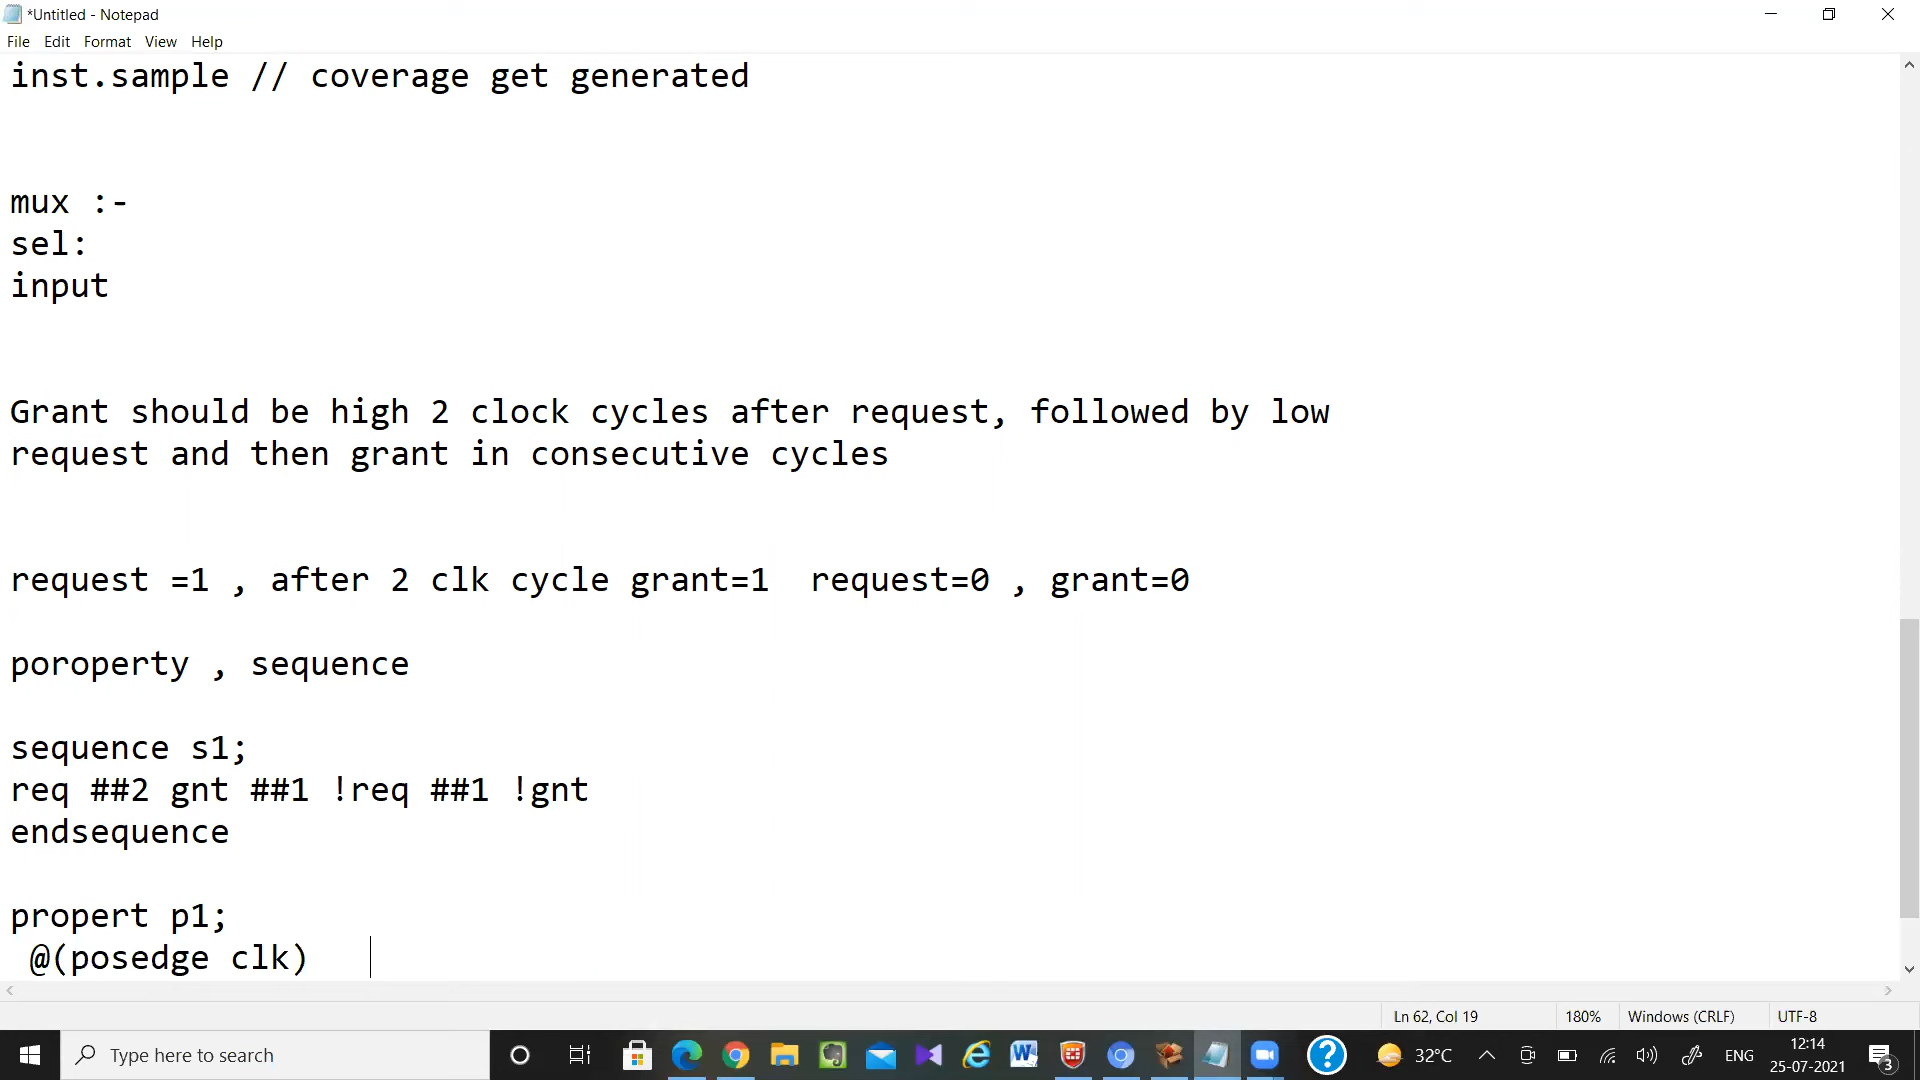 *Untitled - Notepad
File Edit Format View Help
inst.sample // coverage get generated
mux :-
sel:
input
Grant should be high 2 clock cycles after request, followed by low
request and then grant in consecutive cycles
request =1 , after 2 clk cycle grant=1  request=0 , grant=0
poroperty , sequence
sequence s1;
req ##2 gnt ##1 !req ##1 !gnt
endsequence
propert p1;
@(posedge clk)
Ln 62, Col 19 180% Windows (CRLF) UTF-8
Type here to search
32°C
ENG
12:14
25-07-2021
3